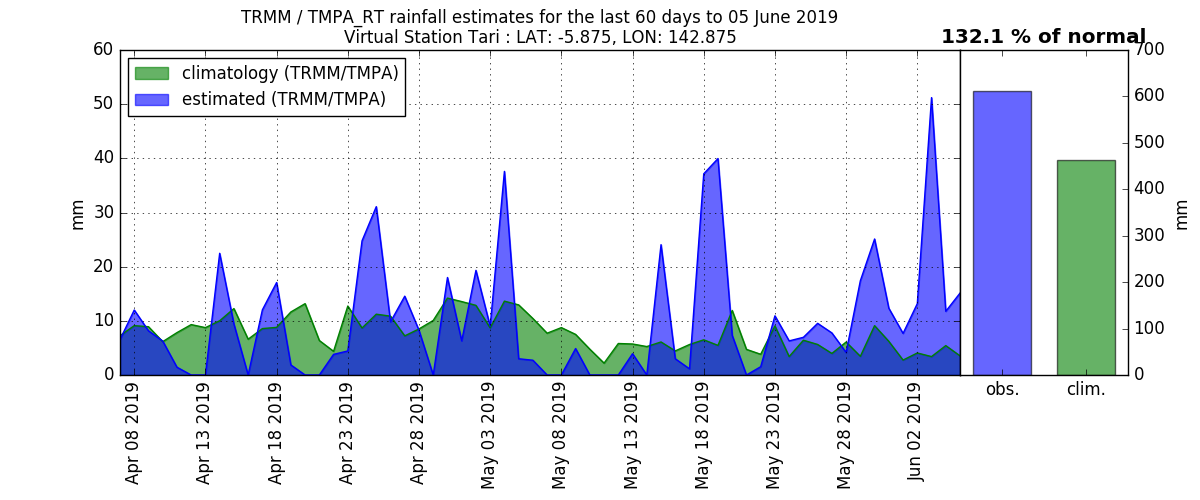 TRMM / TMPA_RT rainfall estimates for the last 60 days to 05 June 2019
Virtual Station Tari : LAT: -5.875, LON: 142.875
132.1 % of normal
climatology (TRMM/TMPA)
estimated (TRMM/TMPA)
60
50
40
30
20
10
0
mm
Apr 08 2019
Apr 13 2019
Apr 18 2019
Apr 23 2019
Apr 28 2019
May 03 2019
May 08 2019
May 13 2019
May 18 2019
May 23 2019
May 28 2019
Jun 02 2019
obs.
clim.
700
600
500
400
300
200
100
0
mm